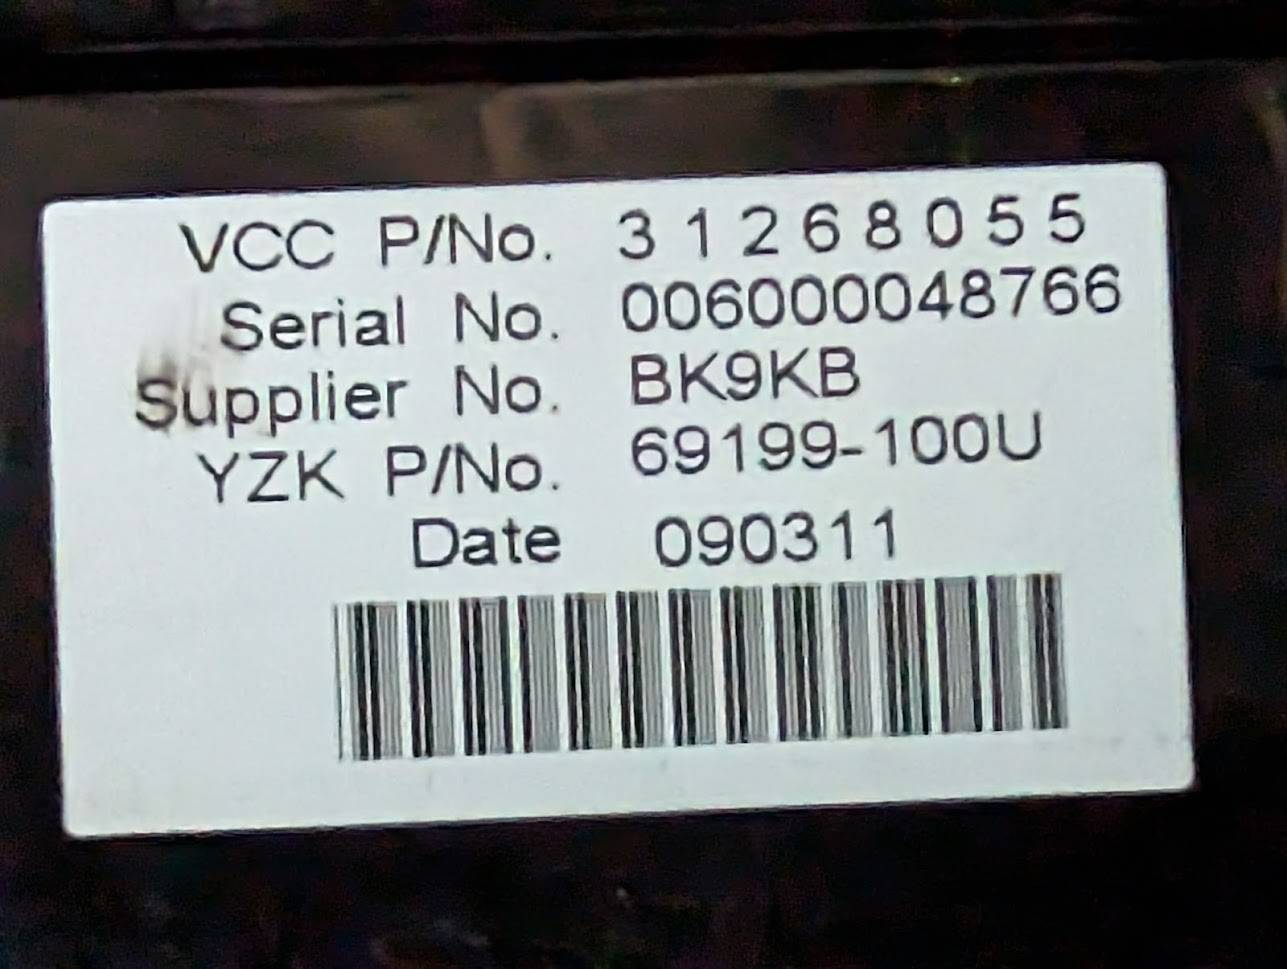 VCC P/No. 31268055
Serial No. 006000048766
Supplier No. BK9KB
YZK P/No. 69199-100U
Date 090311